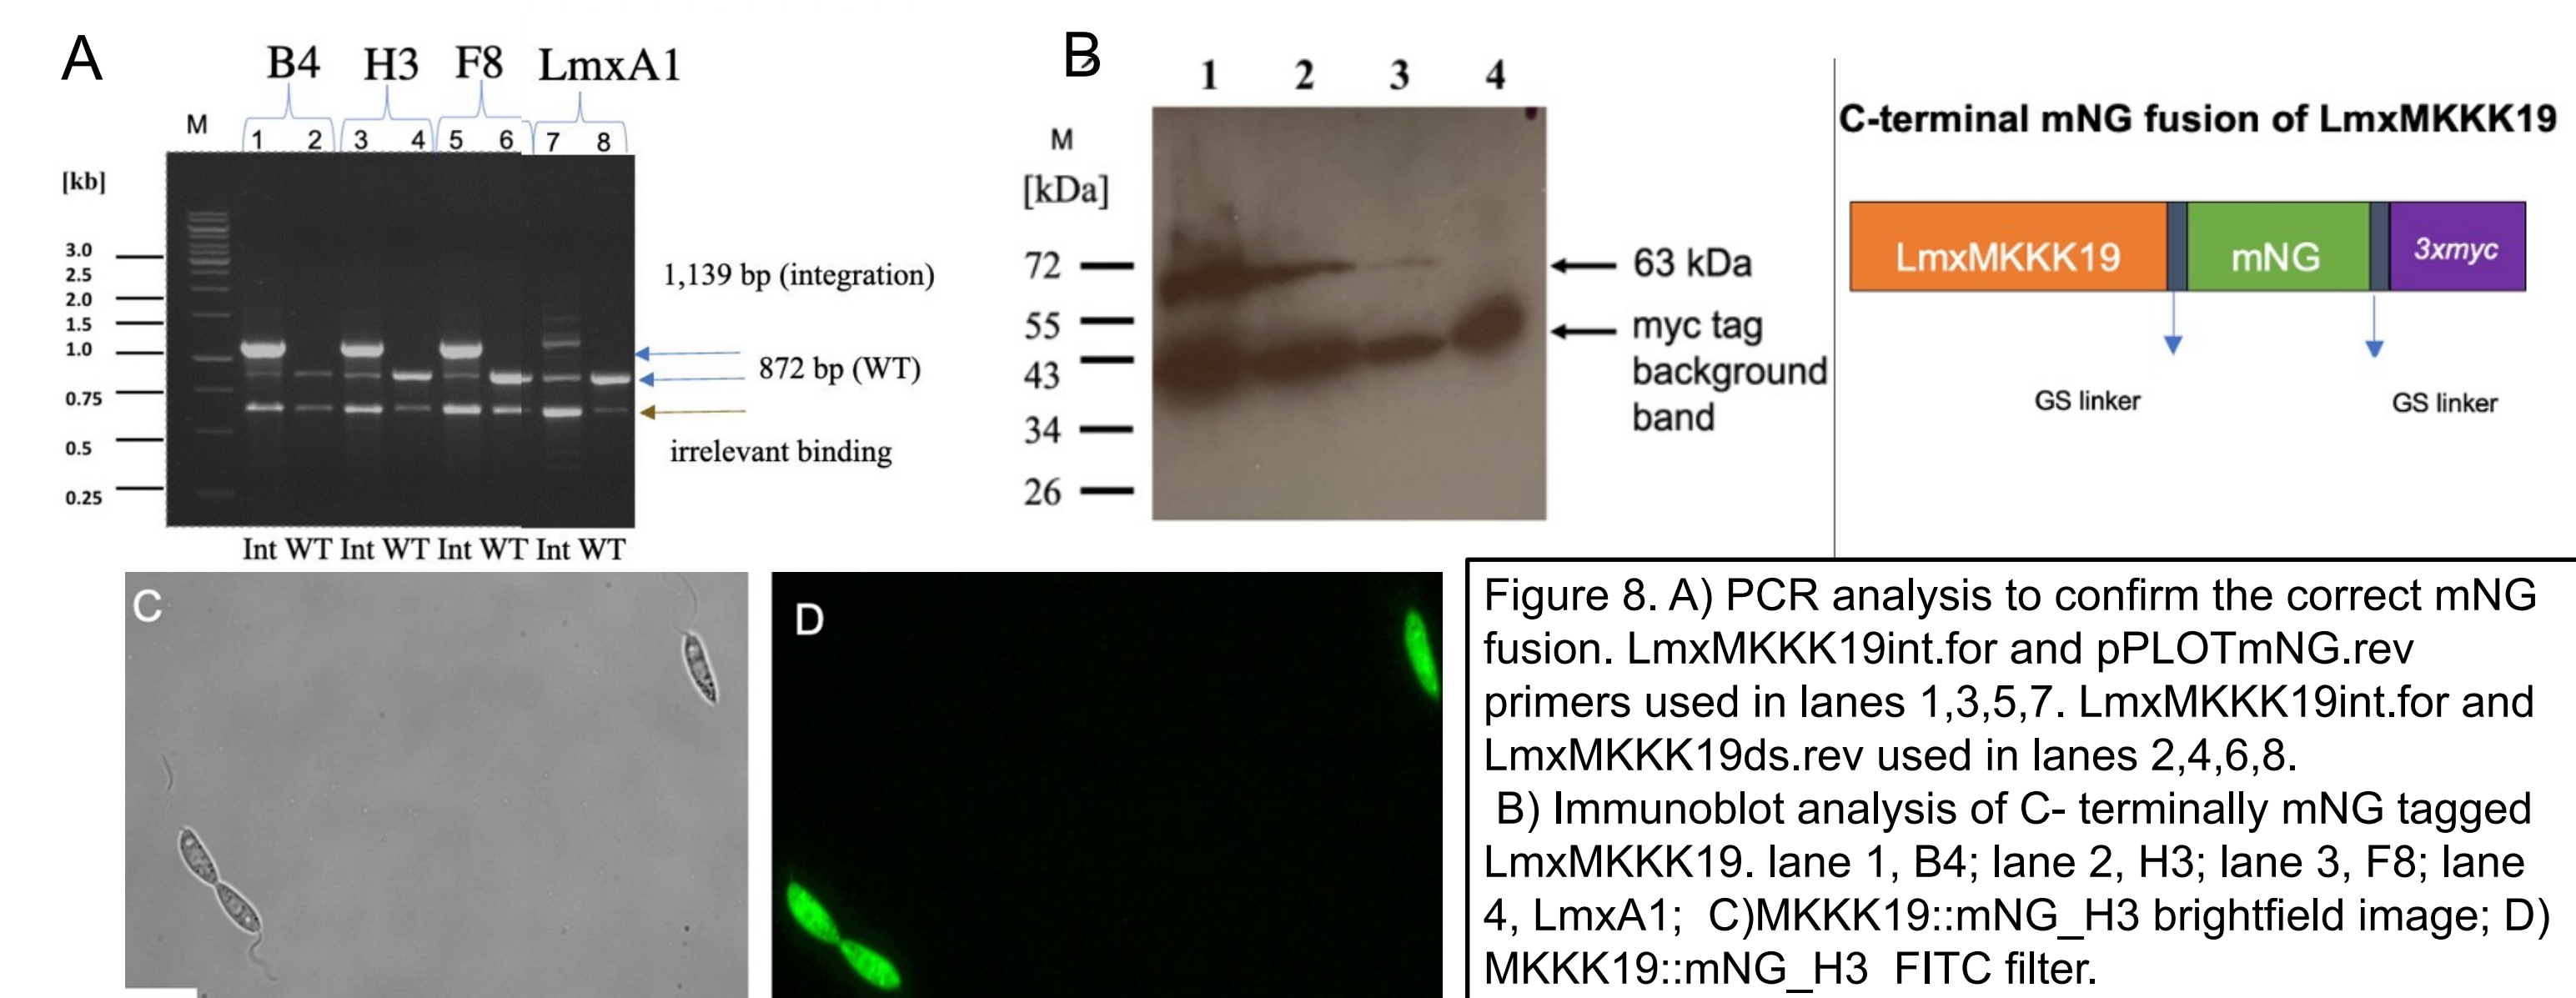 A
B4 H3 F8 LmxA1
M 1 2 3 4 5 6 7 8
[kb]
3.0
2.5
2.0
1.5
1.0
0.75
0.5
0.25
1,139 bp (integration)
872 bp (WT)
irrelevant binding
Int WT Int WT Int WT Int WT
B
1 2 3 4
M
[kDa]
72
55
43
34
26
63 kDa
myc tag
background
band
C-terminal mNG fusion of LmxMKKK19
LmxMKKK19 mNG 3xmyc
GS linker GS linker
C
D
Figure 8. A) PCR analysis to confirm the correct mNG
fusion. LmxMKKK19int.for and pPLOTmNG.rev
primers used in lanes 1,3,5,7. LmxMKKK19int.for and
LmxMKKK19ds.rev used in lanes 2,4,6,8.
B) Immunoblot analysis of C- terminally mNG tagged
LmxMKKK19. lane 1, B4; lane 2, H3; lane 3, F8; lane
4, LmxA1; C)MKKK19::mNG_H3 brightfield image; D)
MKKK19::mNG_H3 FITC filter.